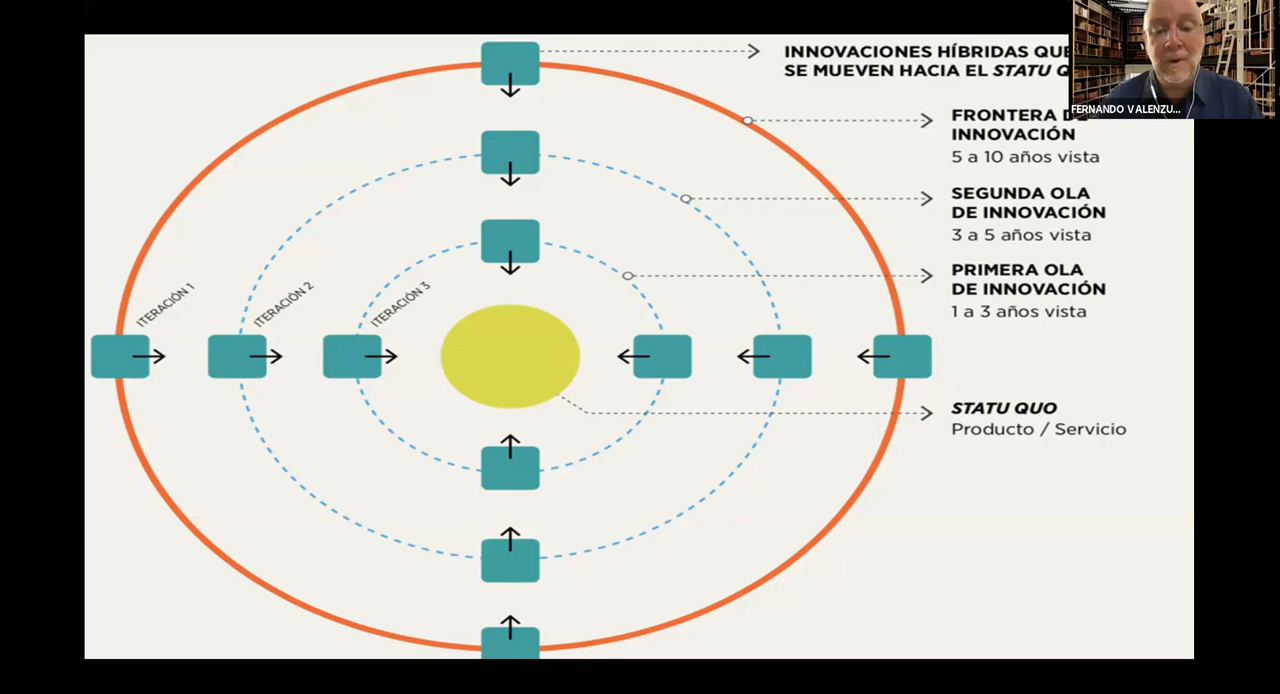 INNOVACIONES HÍBRIDAS QUE
SE MUEVEN HACIA EL STATU
FERNANDO VALENZU...
FRONTERA
INNOVACIÓN
5 a 10 años vista
SEGUNDA OLA
DE INNOVACIÓN
3 a 5 años vista
PRIMERA OLA
DE INNOVACIÓN
1 a 3 años vista
ITERACIÓN 1
ITERACIÓN 2
ITERACIÓN 3
STATU QUO
Producto / Servicio